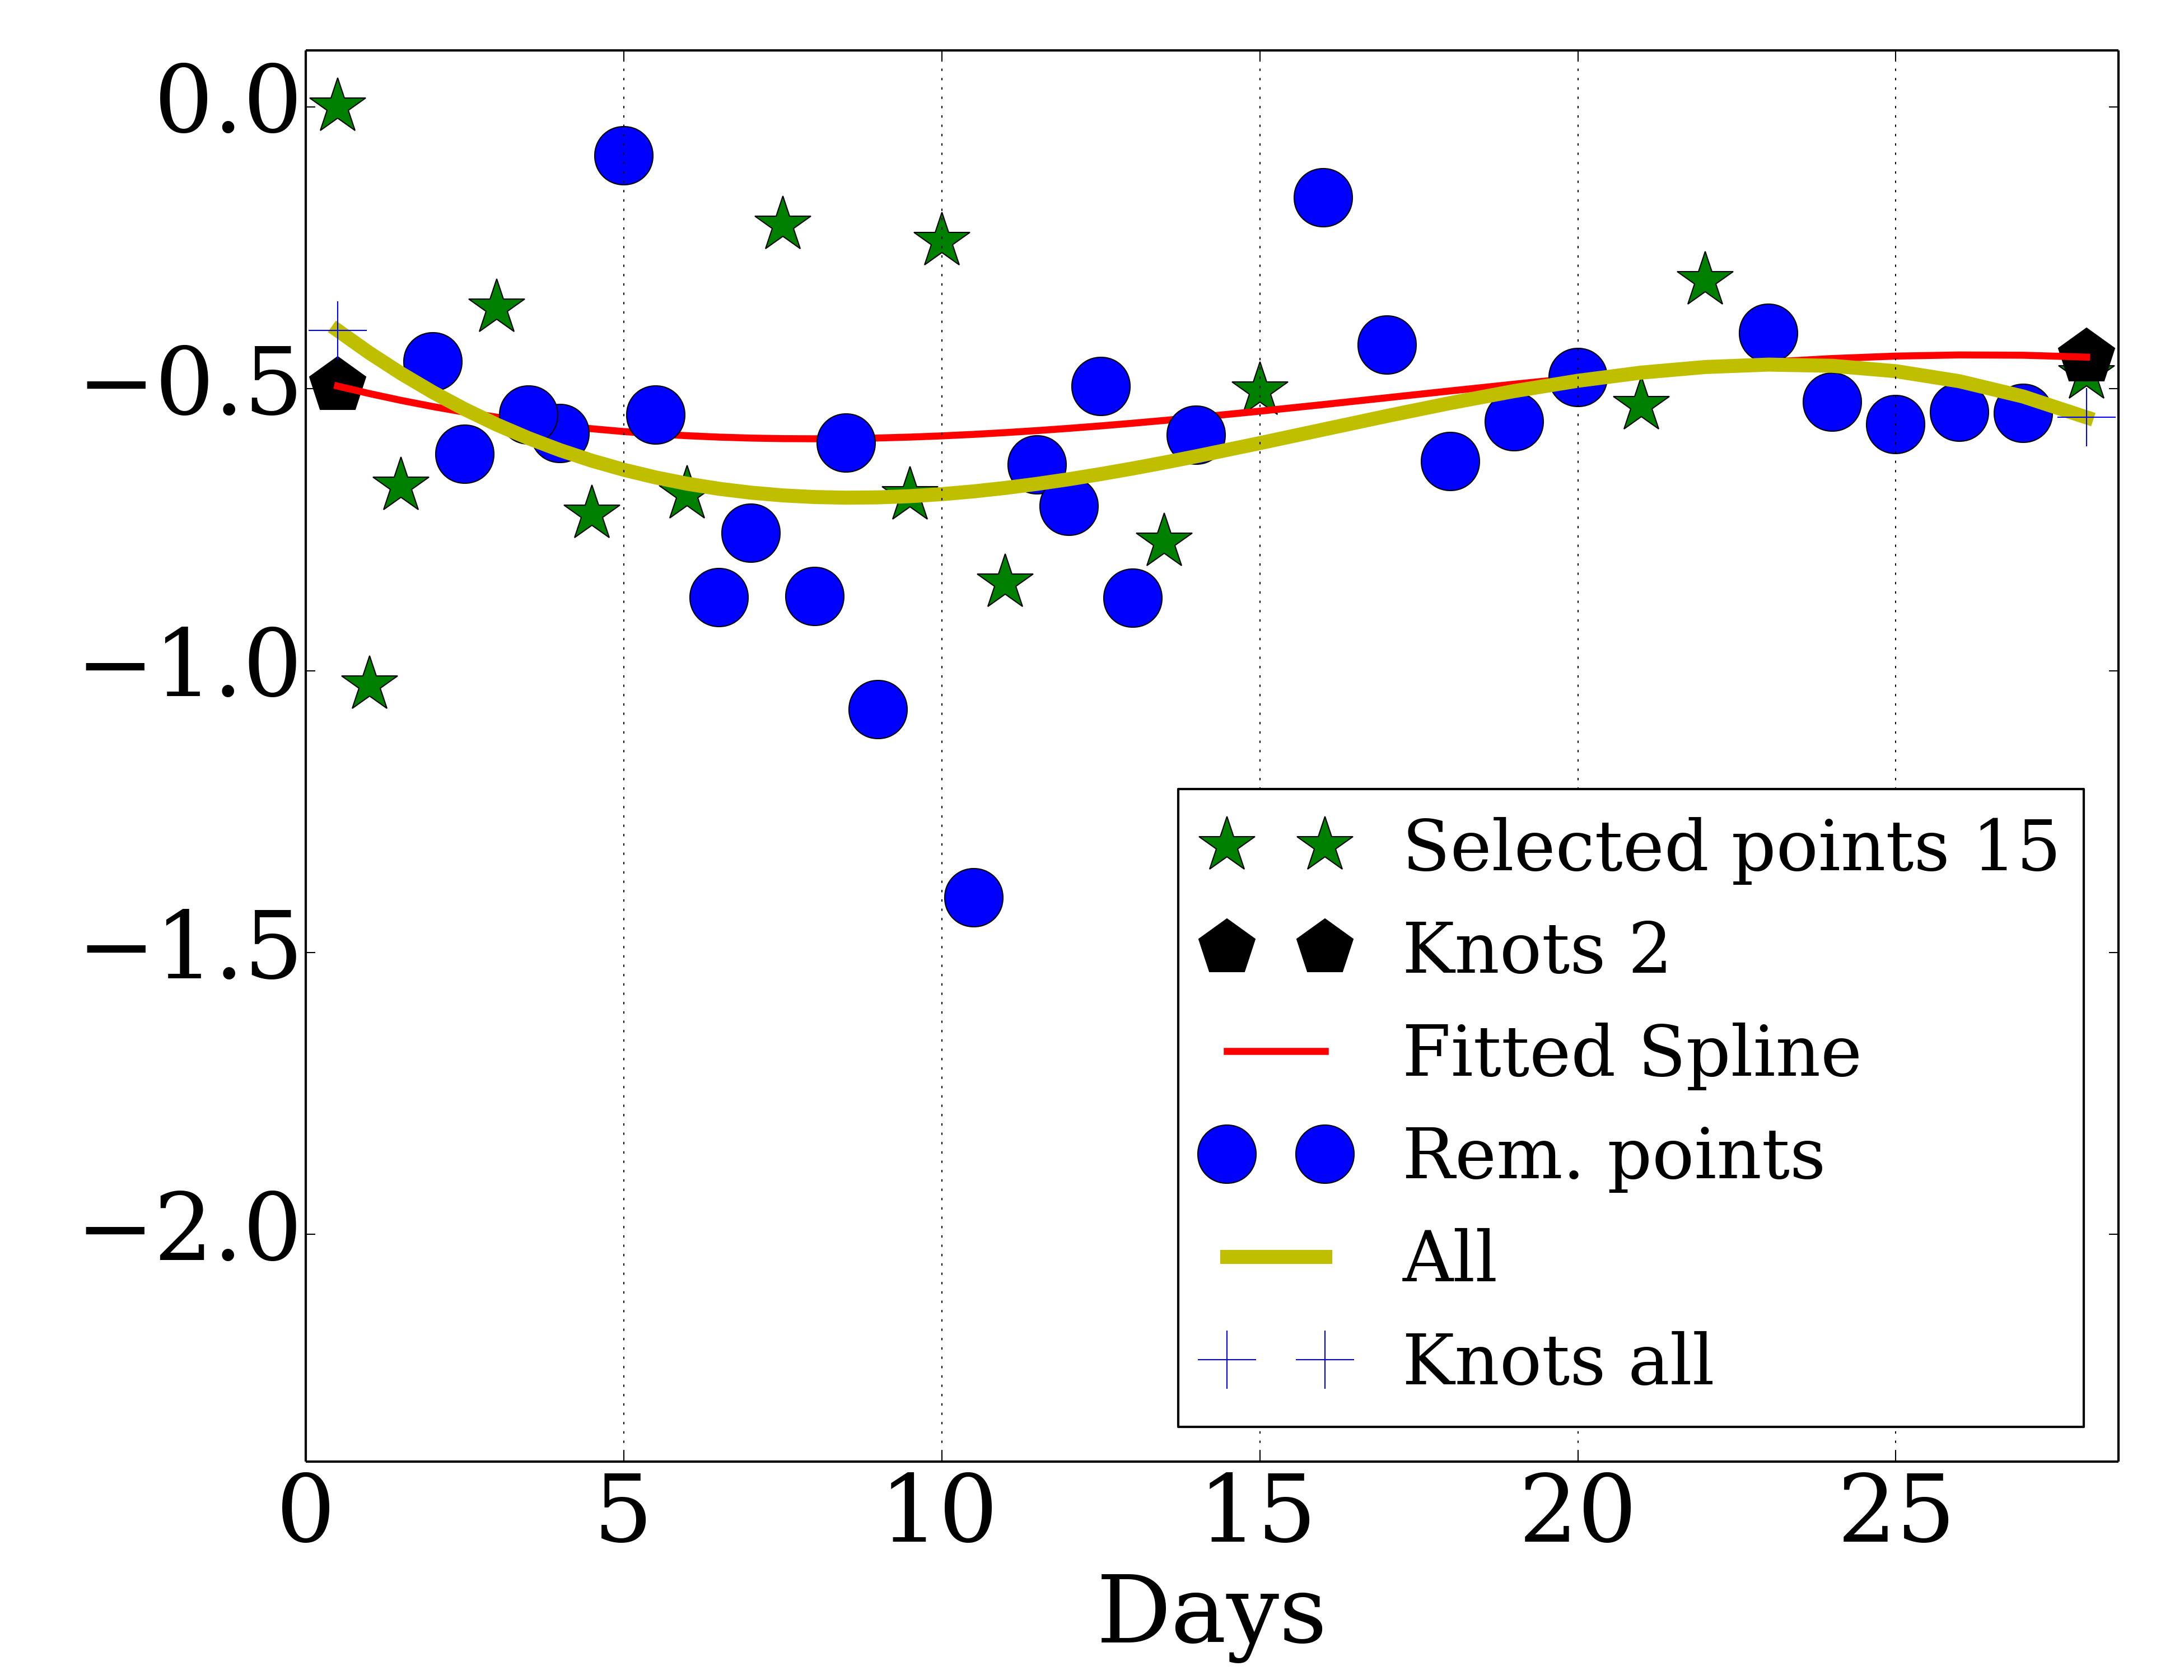 0.0
−0.5
−1.0
−1.5
−2.0
Selected points 15
Knots 2
Fitted Spline
Rem. points
All
Knots all
0 5 10 15 20 25
Days